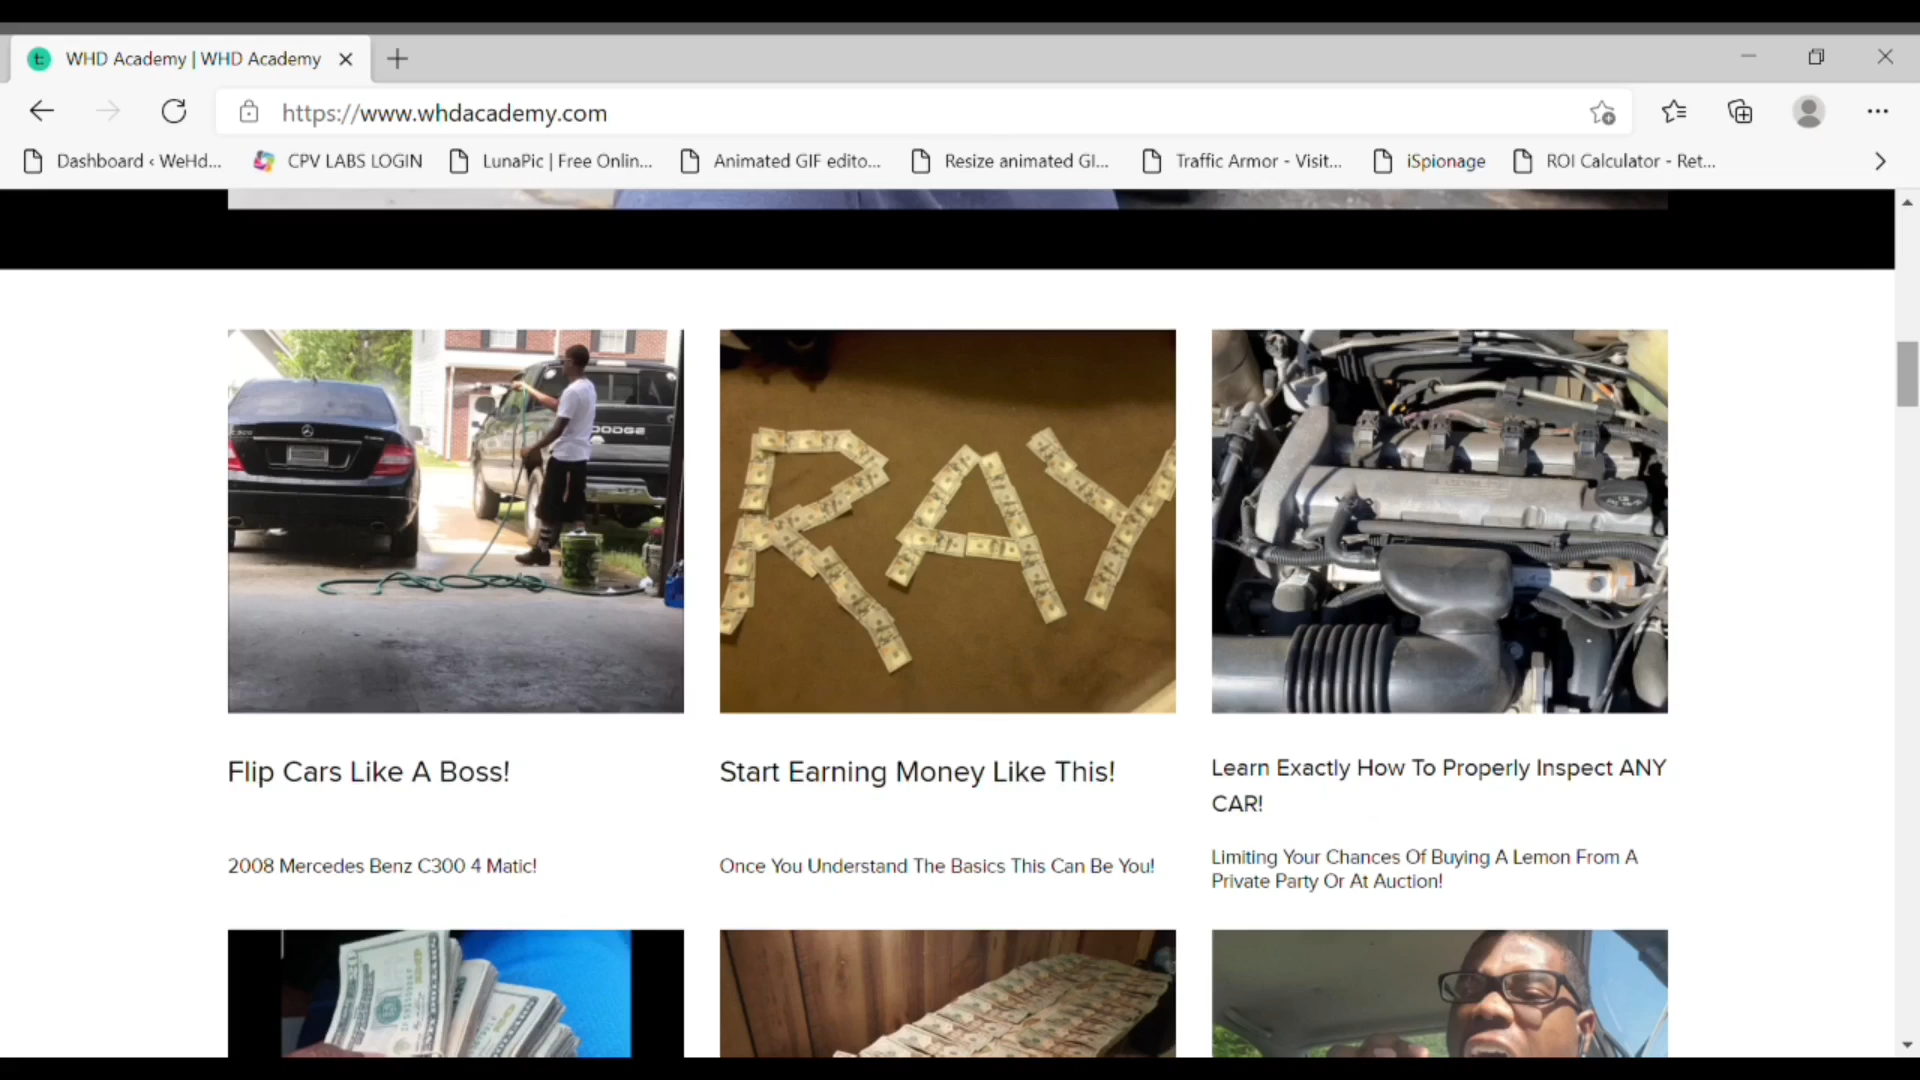 WHD Academy | WHD Academy
https://www.whdacademy.com
Dashboard ‹ WeHd...
CPV LABS LOGIN
LunaPic | Free Onlin...
Animated GIF edito...
Resize animated GI...
Traffic Armor - Visit...
iSpionage
ROI Calculator - Ret...
DODGE
RAY
Flip Cars Like A Boss!
Start Earning Money Like This!
Learn Exactly How To Properly Inspect ANY
CAR!
2008 Mercedes Benz C300 4 Matic!
Once You Understand The Basics This Can Be You!
Limiting Your Chances Of Buying A Lemon From A
Private Party Or At Auction!